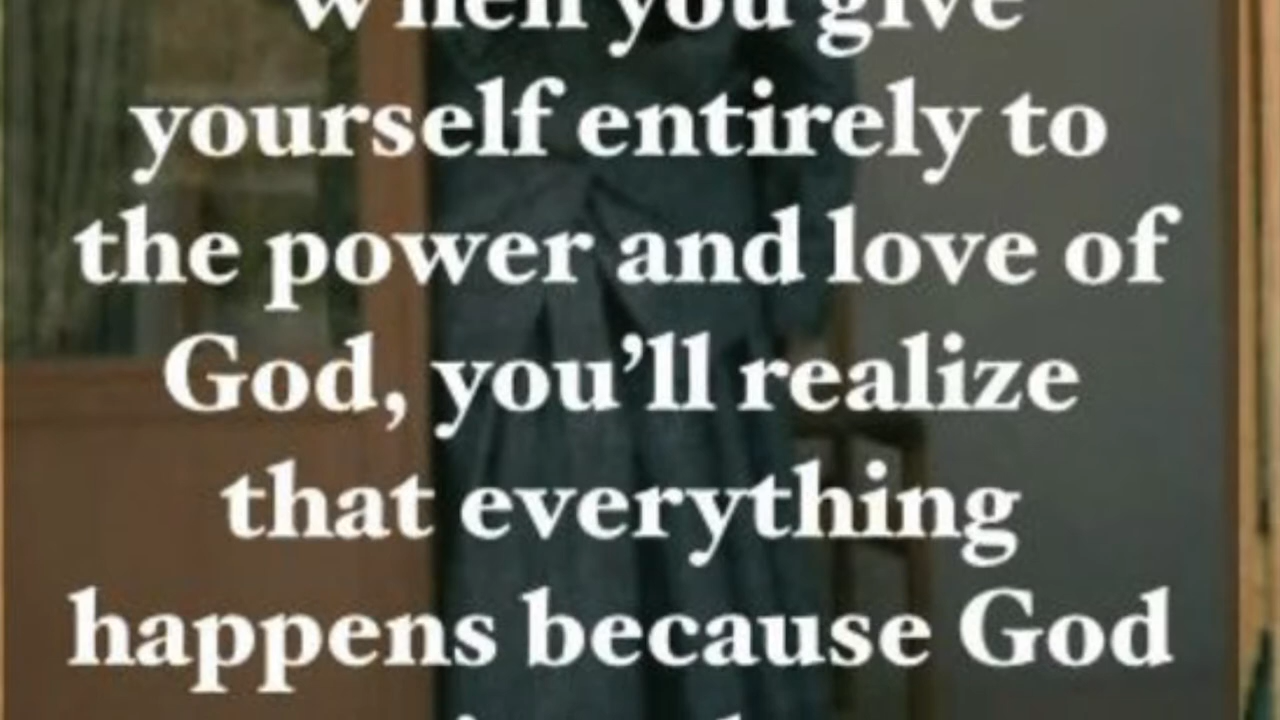 When you give
yourself entirely to
the power and love of
God, you’ll realize
that everything
happens because God